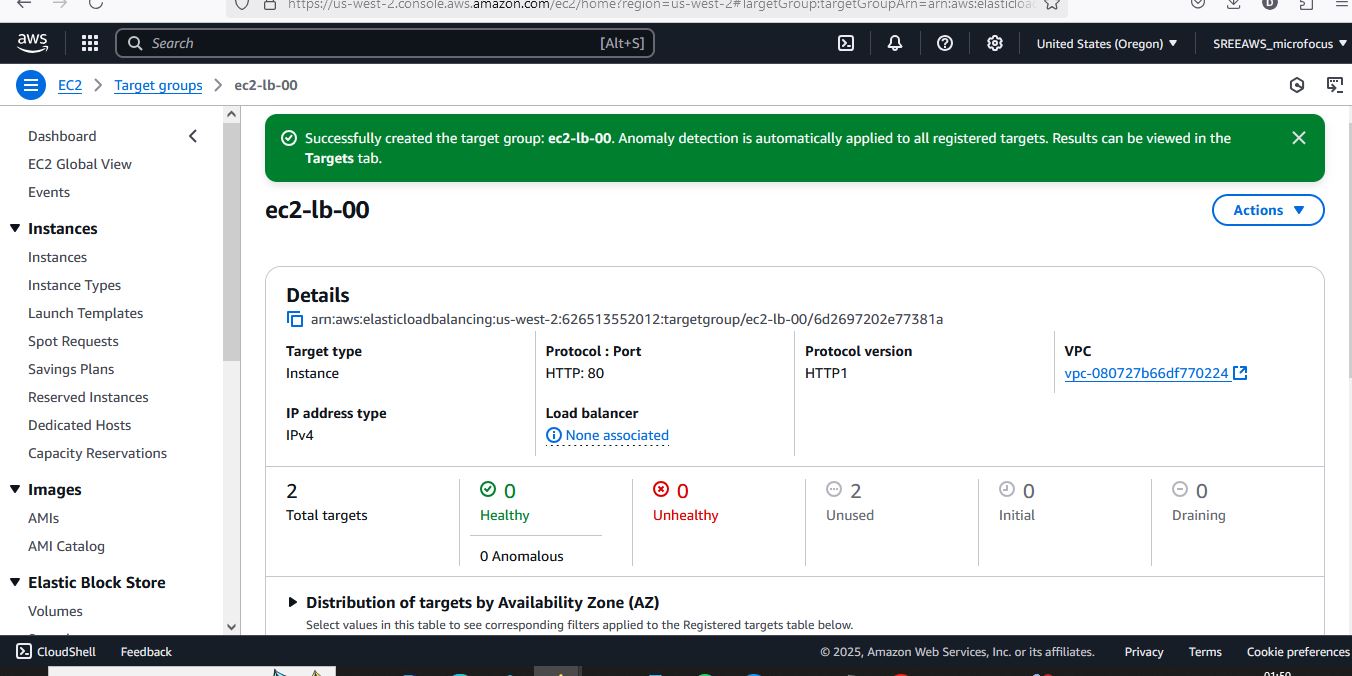 https://us-west-2.console.aws.amazon.com/ec2/home?region=us-west-2#TargetGroup:targetGroupArn=arn:aws:elasticloa
aws
Search [Alt+S]
United States (Oregon)
SREEAWS_microfocus
EC2 > Target groups > ec2-lb-00
Dashboard
EC2 Global View
Events
Instances
Instances
Instance Types
Launch Templates
Spot Requests
Savings Plans
Reserved Instances
Dedicated Hosts
Capacity Reservations
Images
AMIs
AMI Catalog
Elastic Block Store
Volumes
Successfully created the target group: ec2-lb-00. Anomaly detection is automatically applied to all registered targets. Results can be viewed in the
Targets tab.
ec2-lb-00
Actions
Details
arn:aws:elasticloadbalancing:us-west-2:626513552012:targetgroup/ec2-lb-00/6d2697202e77381a
Target type
Instance
Protocol : Port
HTTP: 80
Protocol version
HTTP1
VPC
vpc-080727b66df770224
IP address type
IPv4
Load balancer
None associated
2
Total targets
0
Healthy
0 Anomalous
0
Unhealthy
2
Unused
0
Initial
0
Draining
Distribution of targets by Availability Zone (AZ)
Select values in this table to see corresponding filters applied to the Registered targets table below.
CloudShell
Feedback
© 2025, Amazon Web Services, Inc. or its affiliates.
Privacy
Terms
Cookie preferences